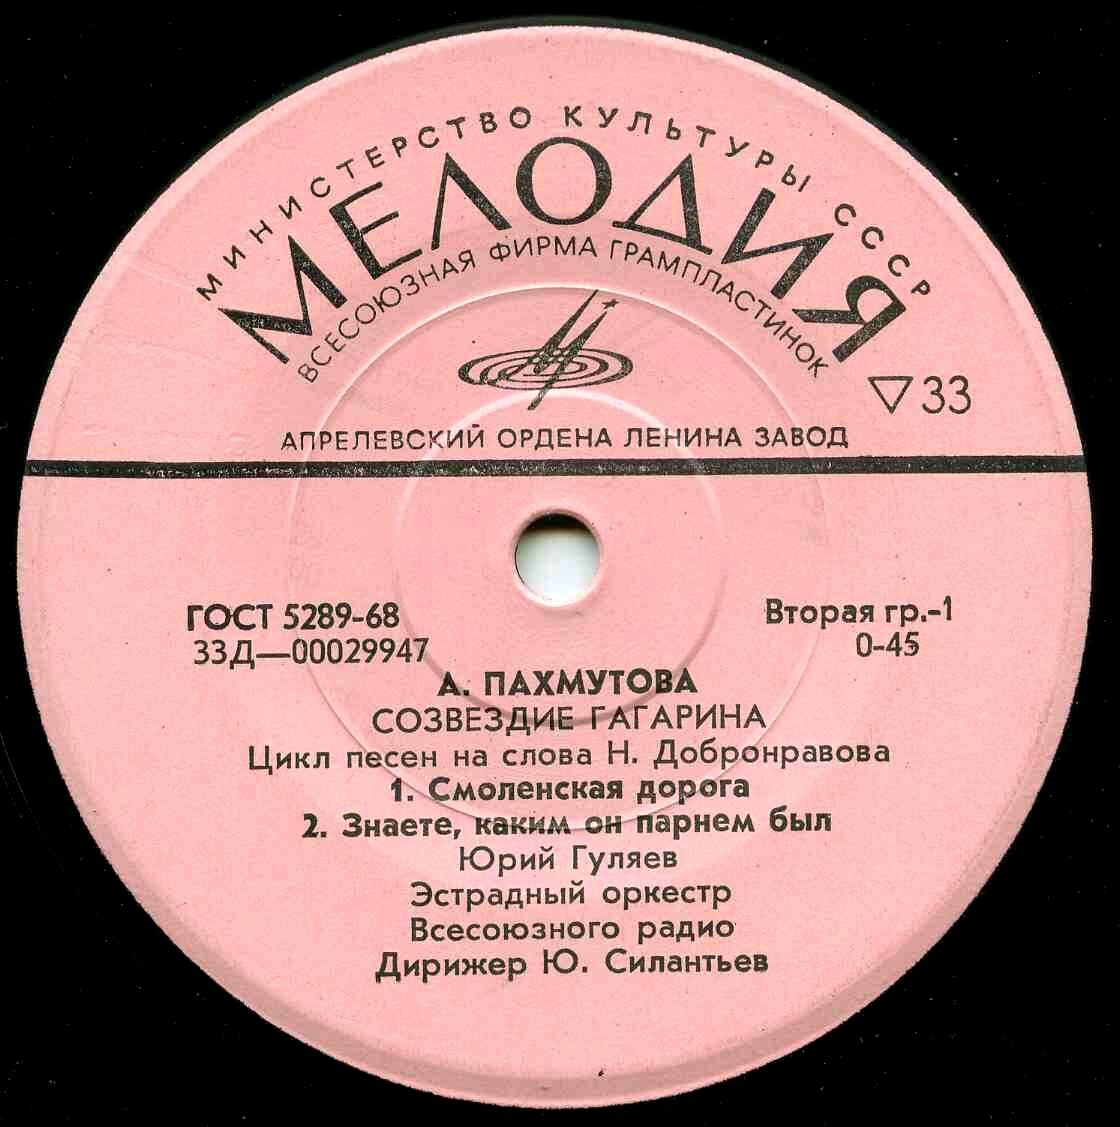 МИНИСТЕРСТВО КУЛЬТУРЫ СССР
МЕЛОДИЯ
ВСЕСОЮЗНАЯ ФИРМА ГРАМПЛАСТИНОК
▽33
АПРЕЛЕВСКИЙ ОРДЕНА ЛЕНИНА ЗАВОД
ГОСТ 5289-68
Вторая гр.-1
33Д—00029947
0-45
А. ПАХМУТОВА
СОЗВЕЗДИЕ ГАГАРИНА
Цикл песен на слова Н. Добронравова
1. Смоленская дорога
2. Знаете, каким он парнем был
Юрий Гуляев
Эстрадный оркестр
Всесоюзного радио
Дирижер Ю. Силантьев